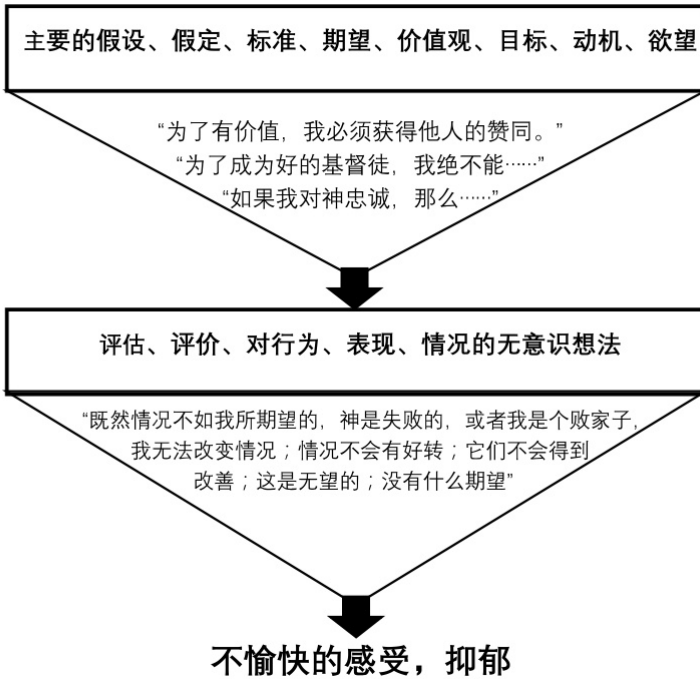 主要的假设、假定、标准、期望、价值观、目标、动机、欲望
“为了有价值，我必须获得他人的赞同。”
“为了成为好的基督徒，我绝不能……”
“如果我对神忠诚，那么……”
评估、评价、对行为、表现、情况的无意识想法
“既然情况不如我所期望的，神是失败的，或者我是个败家子，
我无法改变情况；情况不会有好转；它们不会得到
改善；这是无望的；没有什么期望”
不愉快的感受，抑郁